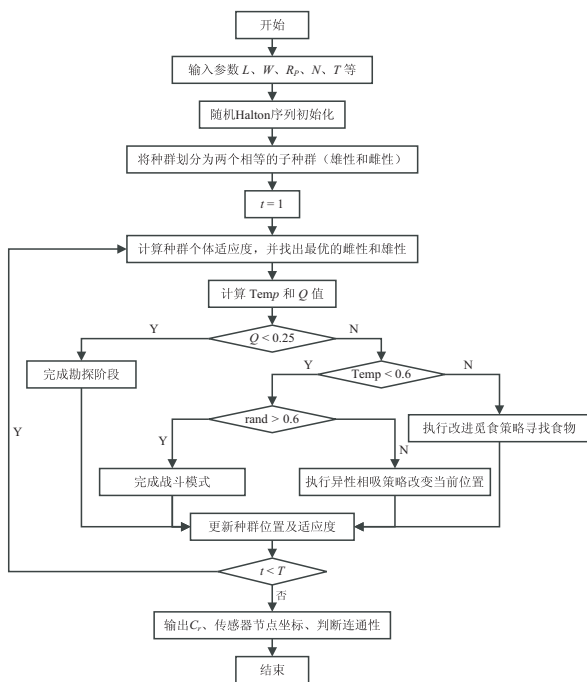 开始
输入参数 L、W、R_P、N、T 等
随机Halton序列初始化
将种群划分为两个相等的子种群（雄性和雌性）
t = 1
计算种群个体适应度，并找出最优的雌性和雄性
计算 Temp 和 Q 值
Y
Q < 0.25
N
完成勘探阶段
Y
Temp < 0.6
N
Y
rand > 0.6
N
执行改进觅食策略寻找食物
Y
完成战斗模式
执行异性相吸策略改变当前位置
更新种群位置及适应度
t < T
否
输出C_r、传感器节点坐标、判断连通性
结束